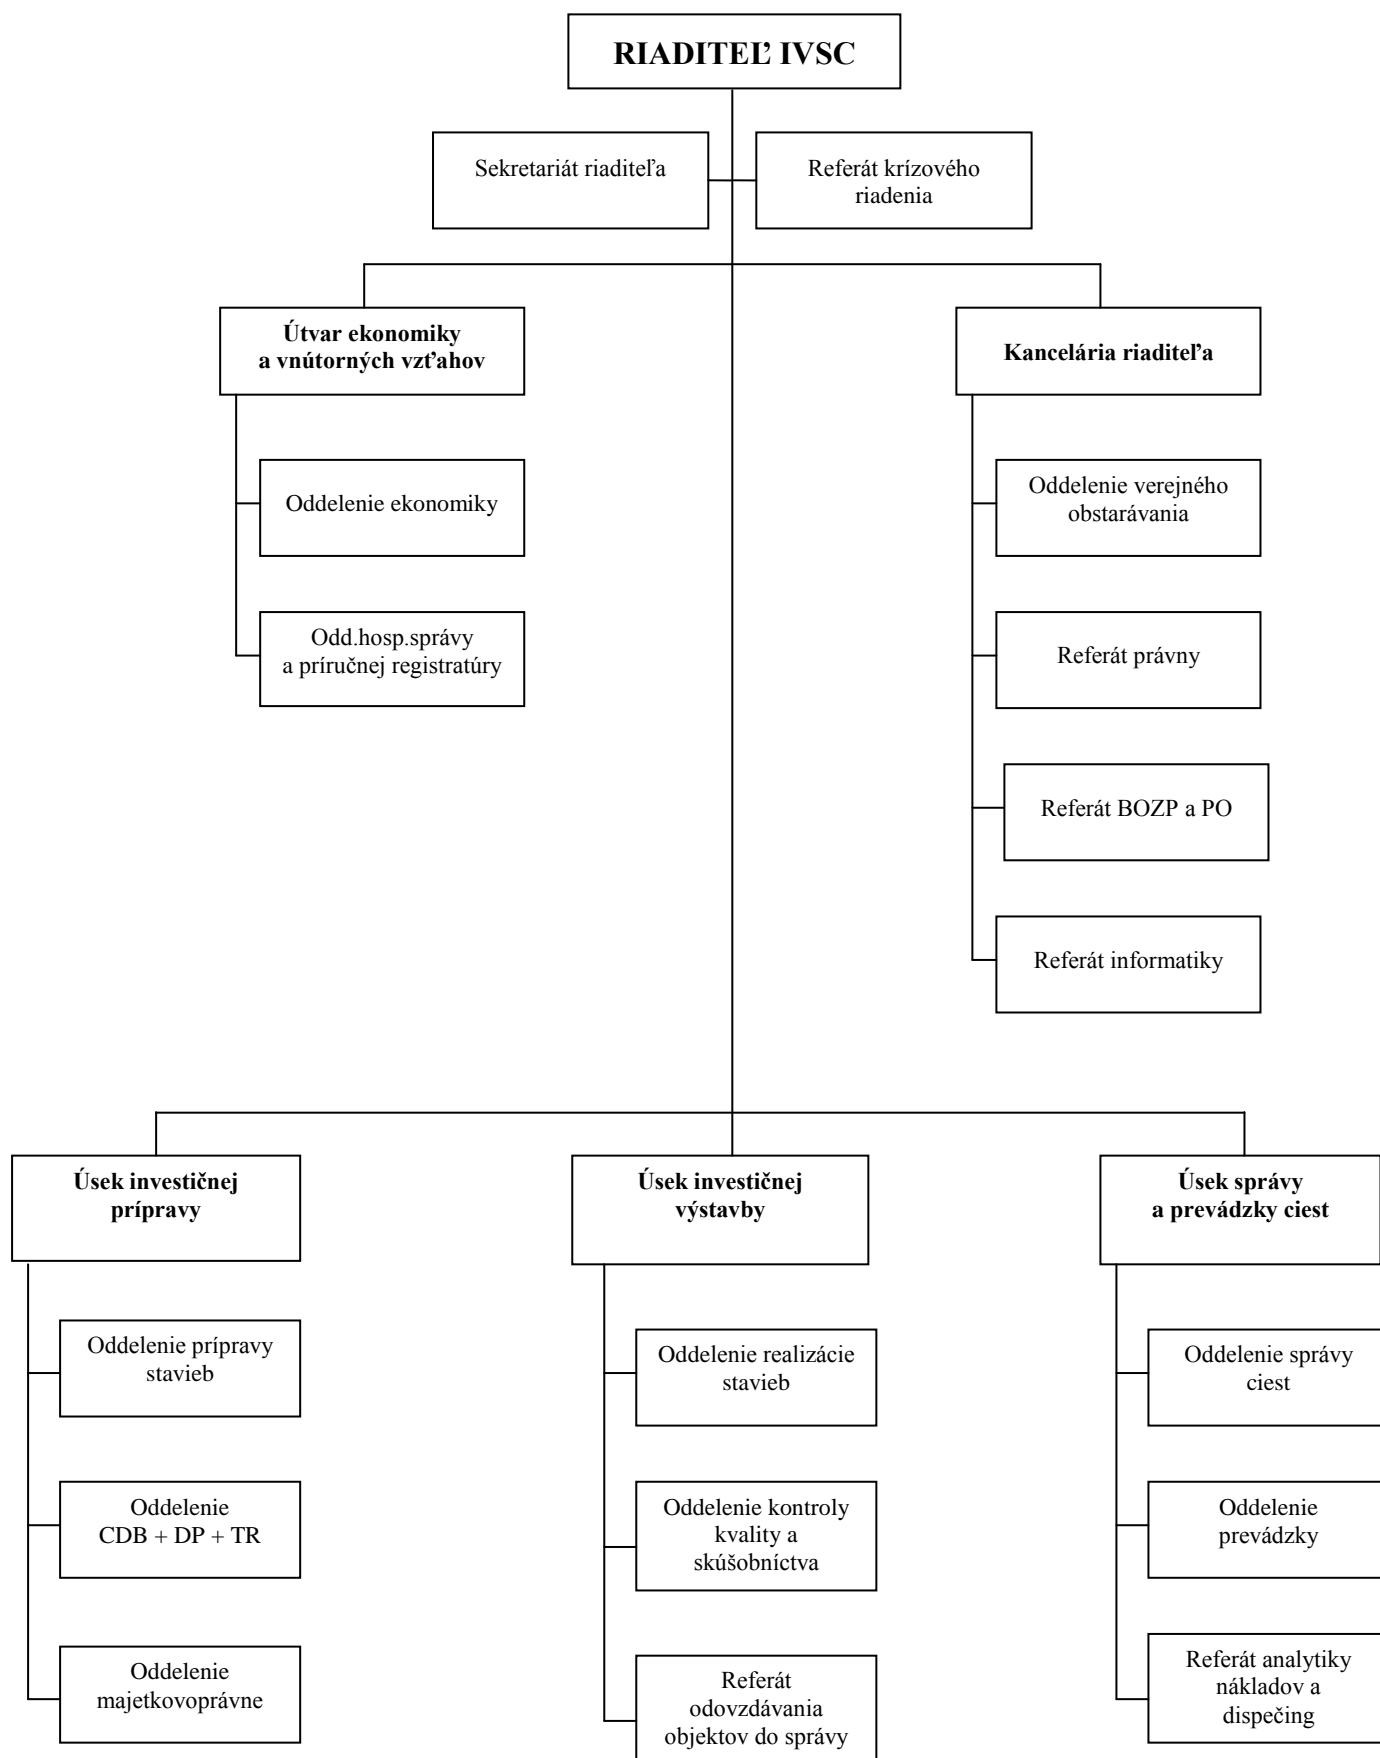 RIADITEĽ IVSC
Sekretariát riaditeľa
Referát krízového
riadenia
Útvar ekonomiky
a vnútorných vzťahov
Kancelária riaditeľa
Oddelenie ekonomiky
Oddelenie verejného
obstarávania
Odd.hosp.správy
a príručnej registratúry
Referát právny
Referát BOZP a PO
Referát informatiky
Úsek investičnej
prípravy
Úsek investičnej
výstavby
Úsek správy
a prevádzky ciest
Oddelenie prípravy
stavieb
Oddelenie realizácie
stavieb
Oddelenie správy
ciest
Oddelenie
CDB + DP + TR
Oddelenie kontroly
kvality a
skúšobníctva
Oddelenie
prevádzky
Oddelenie
majetkovoprávne
Referát
odovzdávania
objektov do správy
Referát analytiky
nákladov a
dispečing